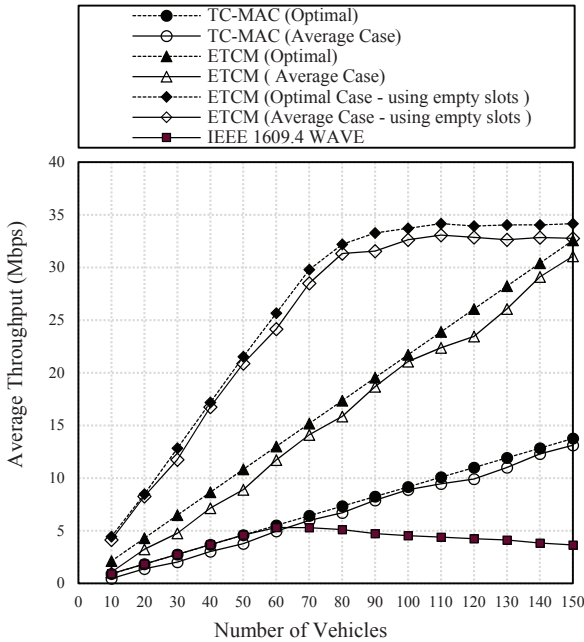 TC-MAC (Optimal)
TC-MAC (Average Case)
ETCM (Optimal)
ETCM ( Average Case)
ETCM (Optimal Case - using empty slots )
ETCM (Average Case - using empty slots )
IEEE 1609.4 WAVE
40
35
30
25
20
15
10
5
0
Average Throughput (Mbps)
0 10 20 30 40 50 60 70 80 90 100 110 120 130 140 150
Number of Vehicles